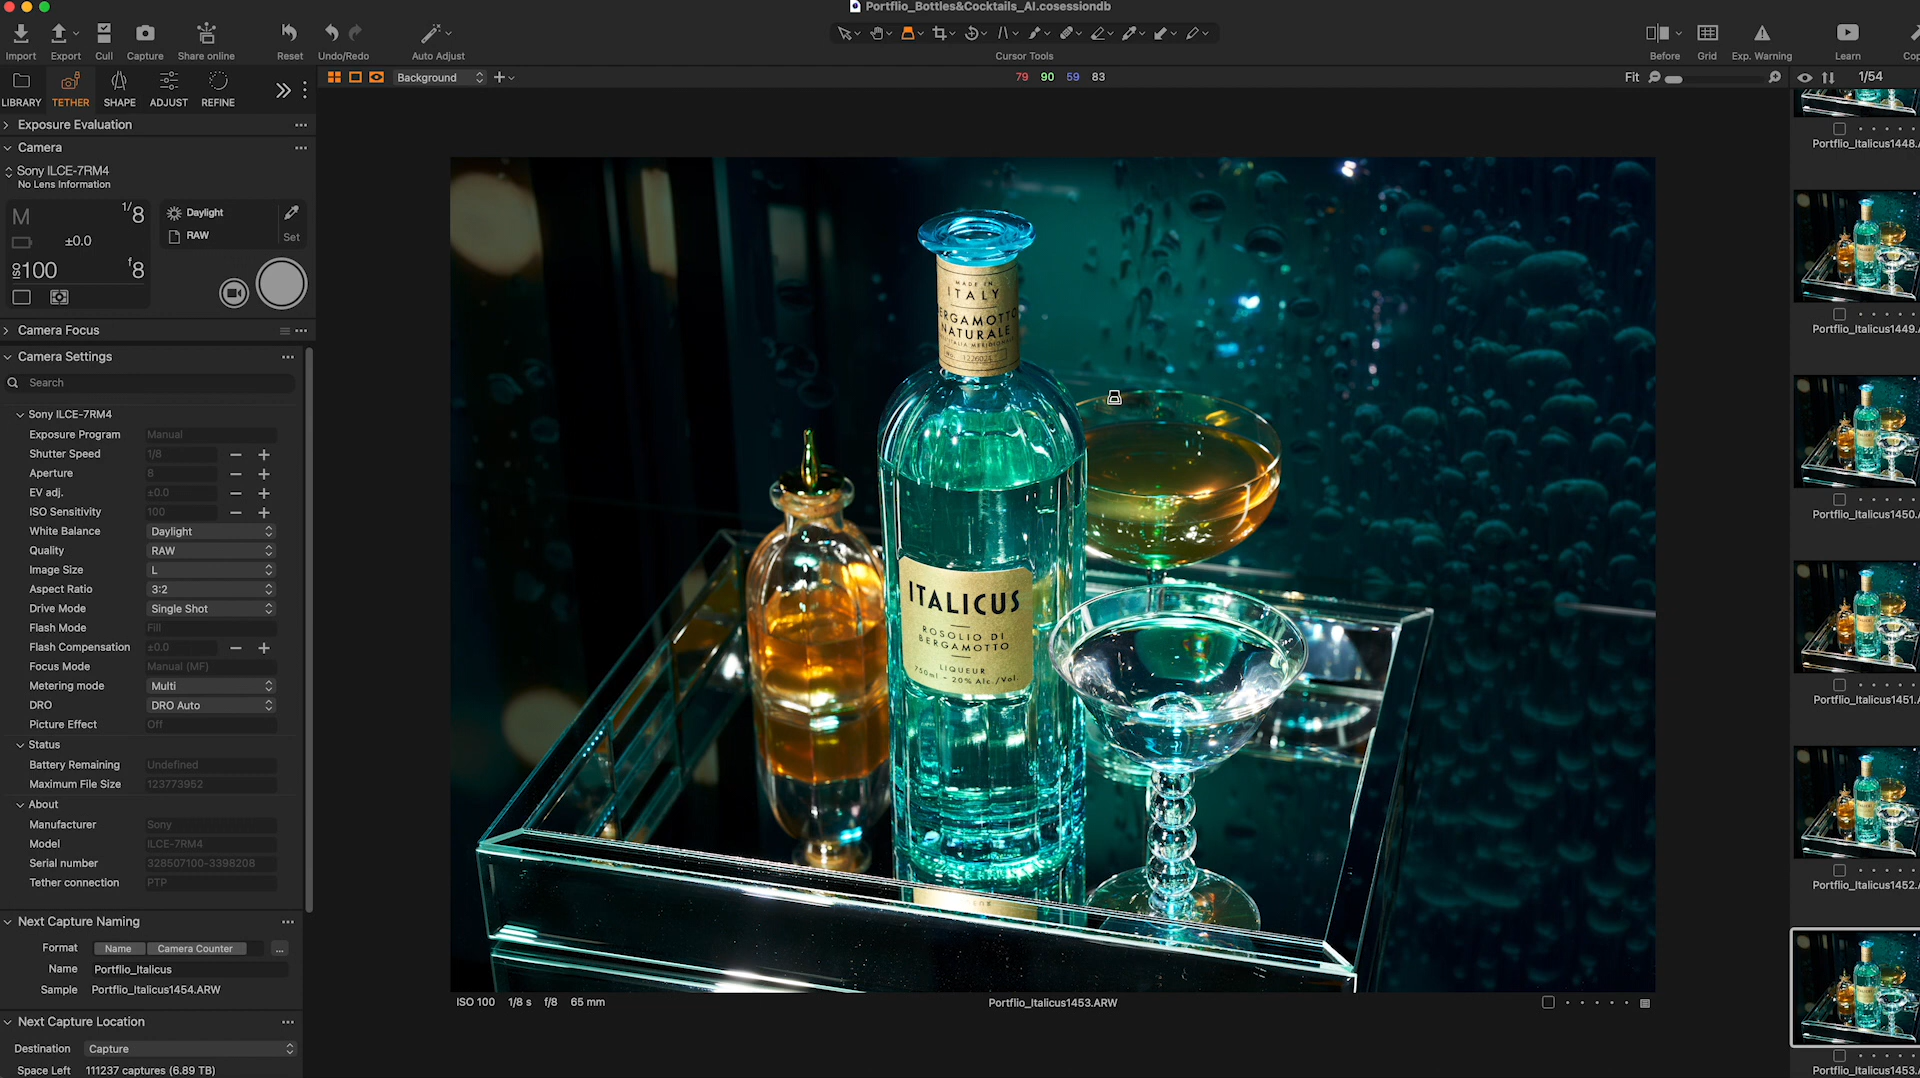 Portflio_Bottles&Cocktails_AI.cosessiondb
Import
Export
Cull
Capture
Share online
Reset
Undo/Redo
Auto Adjust
Cursor Tools
Before
Grid
Exp. Warning
Learn
LIBRARY
TETHER
SHAPE
ADJUST
REFINE
Background
79 90 59 83
Fit
1/54
Exposure Evaluation
Camera
Sony ILCE-7RM4
No Lens Information
M
1/8
±0.0
ISO 100
f8
Daylight
RAW
Set
Camera Focus
Camera Settings
Search
Sony ILCE-7RM4
Exposure Program Manual
Shutter Speed 1/8
Aperture 8
EV adj. ±0.0
ISO Sensitivity 100
White Balance Daylight
Quality RAW
Image Size L
Aspect Ratio 3:2
Drive Mode Single Shot
Flash Mode Fill
Flash Compensation ±0.0
Focus Mode Manual (MF)
Metering mode Multi
DRO DRO Auto
Picture Effect Off
Status
Battery Remaining Undefined
Maximum File Size 123773952
About
Manufacturer Sony
Model ILCE-7RM4
Serial number 328507100-3398208
Tether connection PTP
Next Capture Naming
Format Name Camera Counter ...
Name Portflio_Italicus
Sample Portflio_Italicus1454.ARW
Next Capture Location
Destination Capture
Space Left 111237 captures (6.89 TB)
MADE IN
ITALY
ERGAMOTTO
NATURALE
No. 1226024
ITALICUS
ROSOLIO DI
BERGAMOTTO
LIQUEUR
750ml - 20% Alc./Vol.
ISO 100 1/8 s f/8 65 mm
Portflio_Italicus1453.ARW
Portflio_Italicus1448.
Portflio_Italicus1449.
Portflio_Italicus1450.
Portflio_Italicus1451.
Portflio_Italicus1452.
Portflio_Italicus1453.